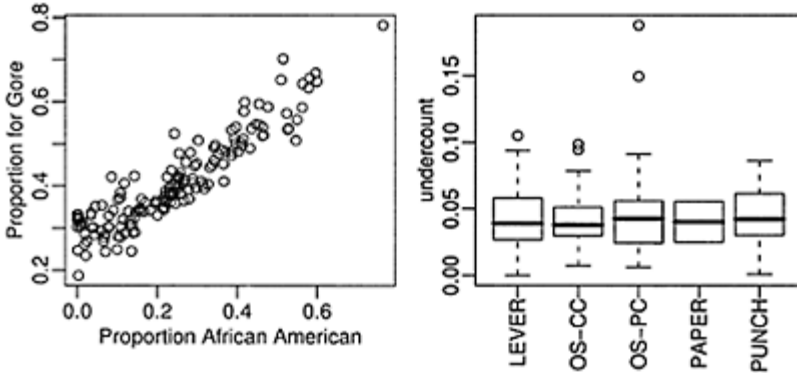 Proportion for Gore
0.8
0.6
0.4
0.2
0.0 0.2 0.4 0.6
Proportion African American
undercount
0.15
0.10
0.05
0.00
LEVER
OS-CC
OS-PC
PAPER
PUNCH